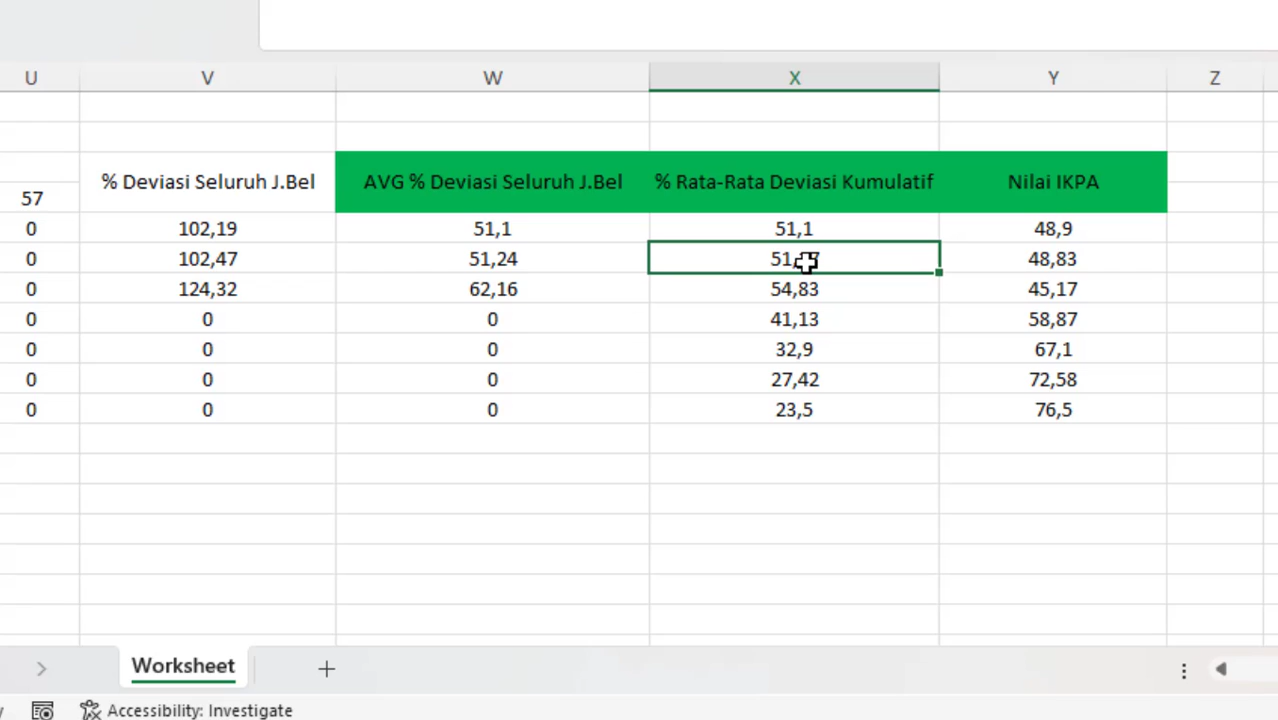 U V W X Y Z
% Deviasi Seluruh J.Bel AVG % Deviasi Seluruh J.Bel % Rata-Rata Deviasi Kumulatif Nilai IKPA
57
0 102,19 51,1 51,1 48,9
0 102,47 51,24 48,83
0 124,32 62,16 54,83 45,17
0 0 0 41,13 58,87
0 0 0 32,9 67,1
0 0 0 27,42 72,58
0 0 0 23,5 76,5
Worksheet
Accessibility: Investigate